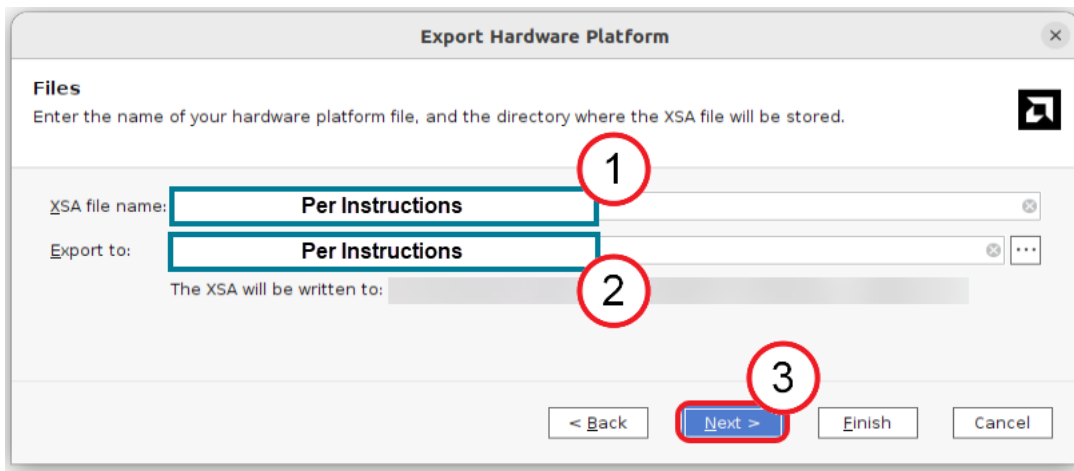 Export Hardware Platform
Files
Enter the name of your hardware platform file, and the directory where the XSA file will be stored.
1
XSA file name: Per Instructions
Export to: Per Instructions ...
The XSA will be written to: 2
3
< Back Next > Finish Cancel